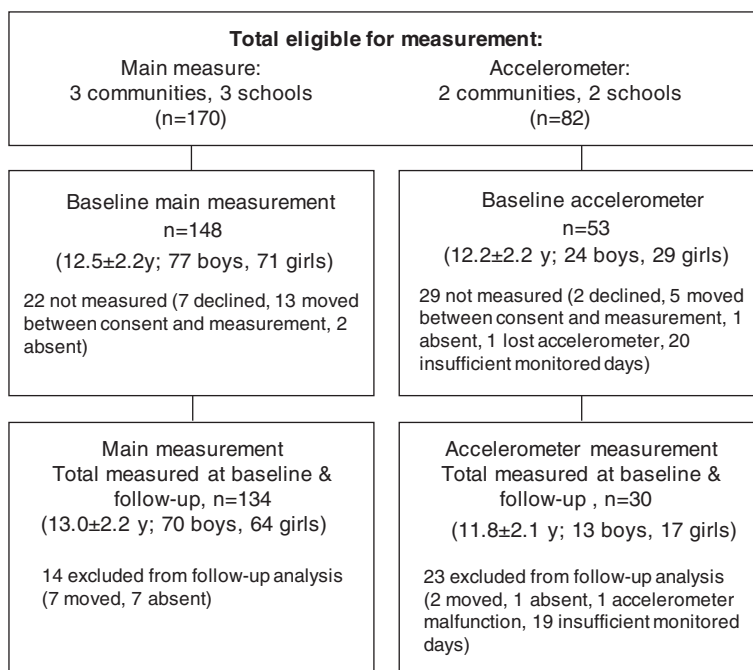 Total eligible for measurement:
Main measure:
3 communities, 3 schools
(n=170)
Accelerometer:
2 communities, 2 schools
(n=82)
Baseline main measurement
n=148
(12.5±2.2y; 77 boys, 71 girls)
22 not measured (7 declined, 13 moved
between consent and measurement, 2
absent)
Baseline accelerometer
n=53
(12.2±2.2 y; 24 boys, 29 girls)
29 not measured (2 declined, 5 moved
between consent and measurement, 1
absent, 1 lost accelerometer, 20
insufficient monitored days)
Main measurement
Total measured at baseline &
follow-up, n=134
(13.0±2.2 y; 70 boys, 64 girls)
14 excluded from follow-up analysis
(7 moved, 7 absent)
Accelerometer measurement
Total measured at baseline &
follow-up , n=30
(11.8±2.1 y; 13 boys, 17 girls)
23 excluded from follow-up analysis
(2 moved, 1 absent, 1 accelerometer
malfunction, 19 insufficient monitored
days)